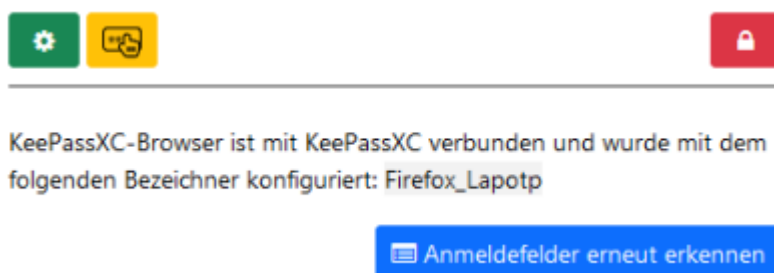 KeePassXC-Browser ist mit KeePassXC verbunden und wurde mit dem
folgenden Bezeichner konfiguriert: Firefox_Lapotp
Anmeldefelder erneut erkennen